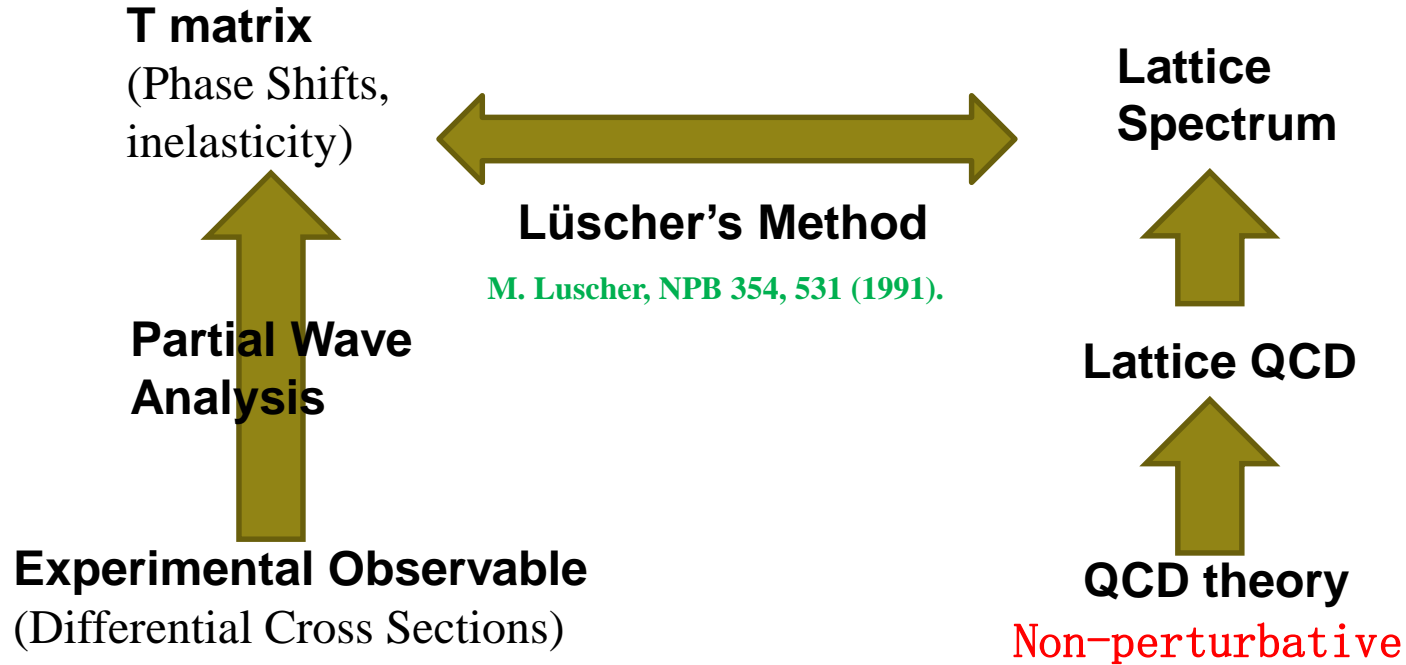 T matrix
(Phase Shifts,
inelasticity)
Lattice
Spectrum
Lüscher’s Method
M. Luscher, NPB 354, 531 (1991).
Partial Wave
Analysis
Lattice QCD
Experimental Observable
(Differential Cross Sections)
QCD theory
Non-perturbative